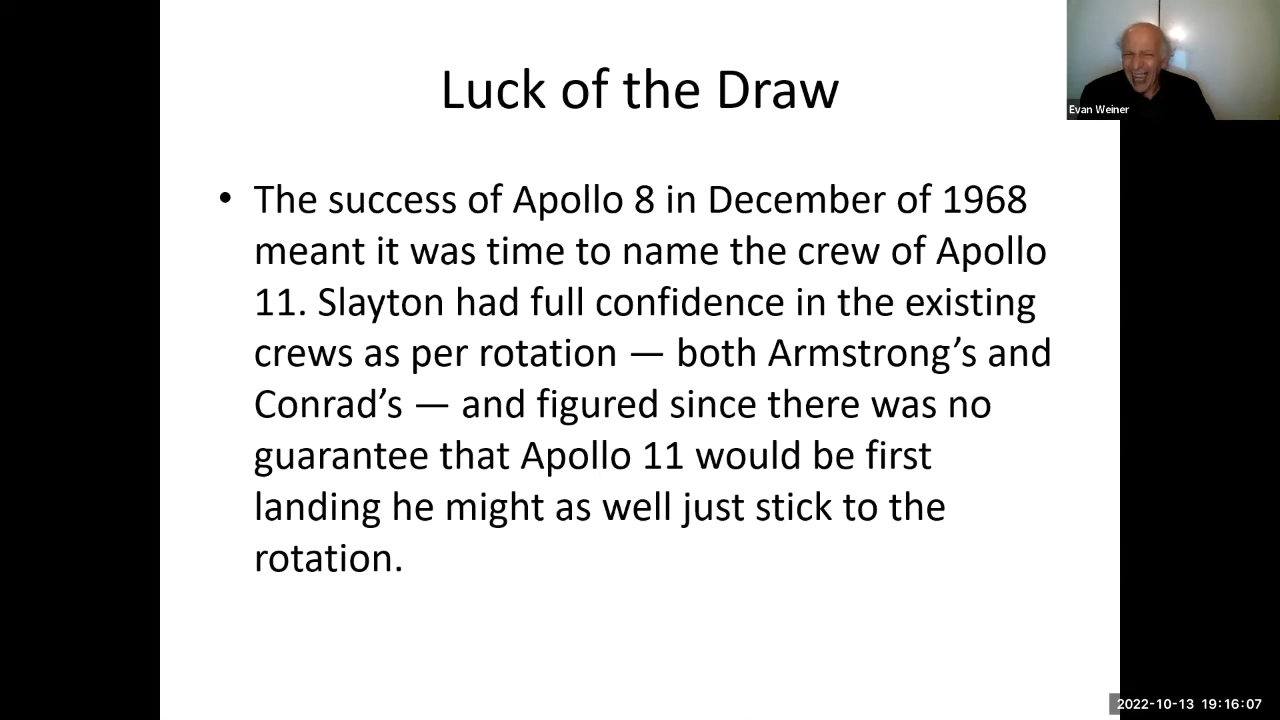 Luck of the Draw
Evan Weiner
• The success of Apollo 8 in December of 1968
meant it was time to name the crew of Apollo
11. Slayton had full confidence in the existing
crews as per rotation — both Armstrong’s and
Conrad’s — and figured since there was no
guarantee that Apollo 11 would be first
landing he might as well just stick to the
rotation.
2022-10-13 19:16:07